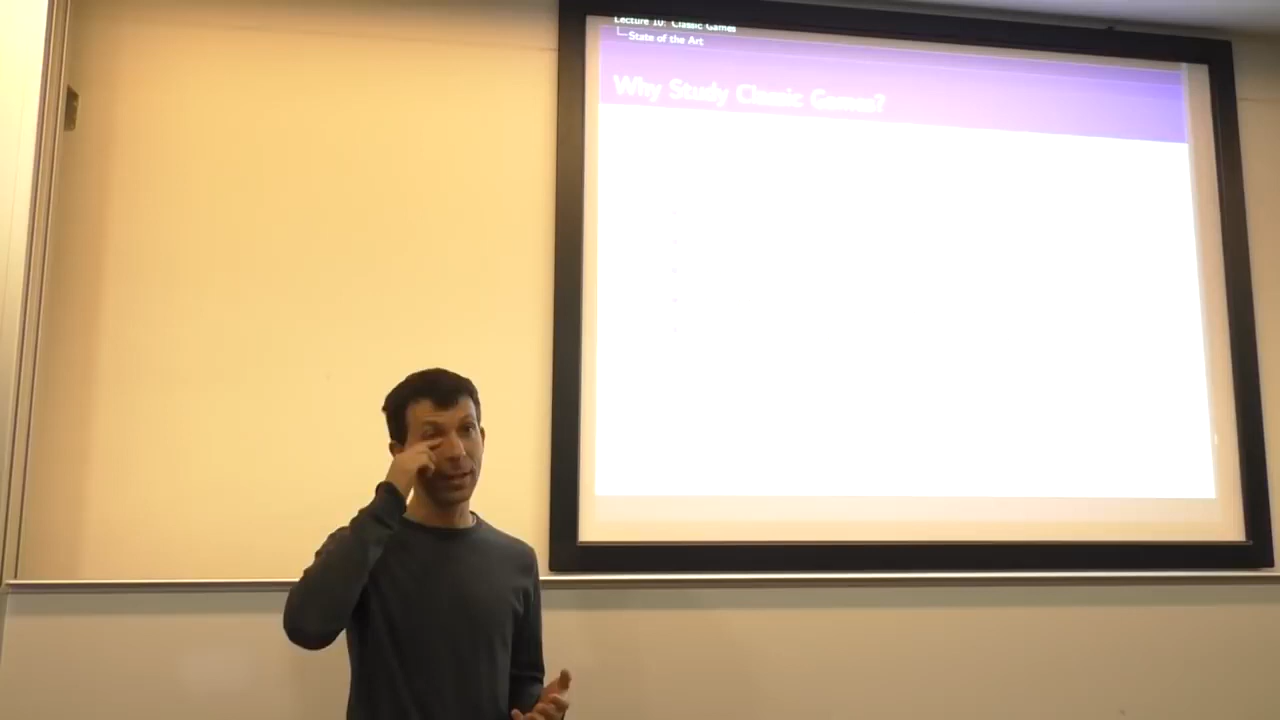 Lecture 10: Classic Games
State of the Art
Why Study Classic Games?